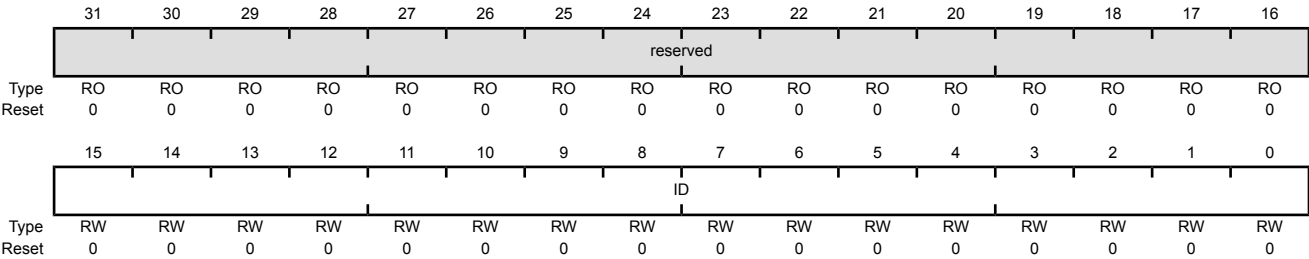 31 30 29 28 27 26 25 24 23 22 21 20 19 18 17 16
reserved
Type RO RO RO RO RO RO RO RO RO RO RO RO RO RO RO RO
Reset 0 0 0 0 0 0 0 0 0 0 0 0 0 0 0 0
15 14 13 12 11 10 9 8 7 6 5 4 3 2 1 0
ID
Type RW RW RW RW RW RW RW RW RW RW RW RW RW RW RW RW
Reset 0 0 0 0 0 0 0 0 0 0 0 0 0 0 0 0